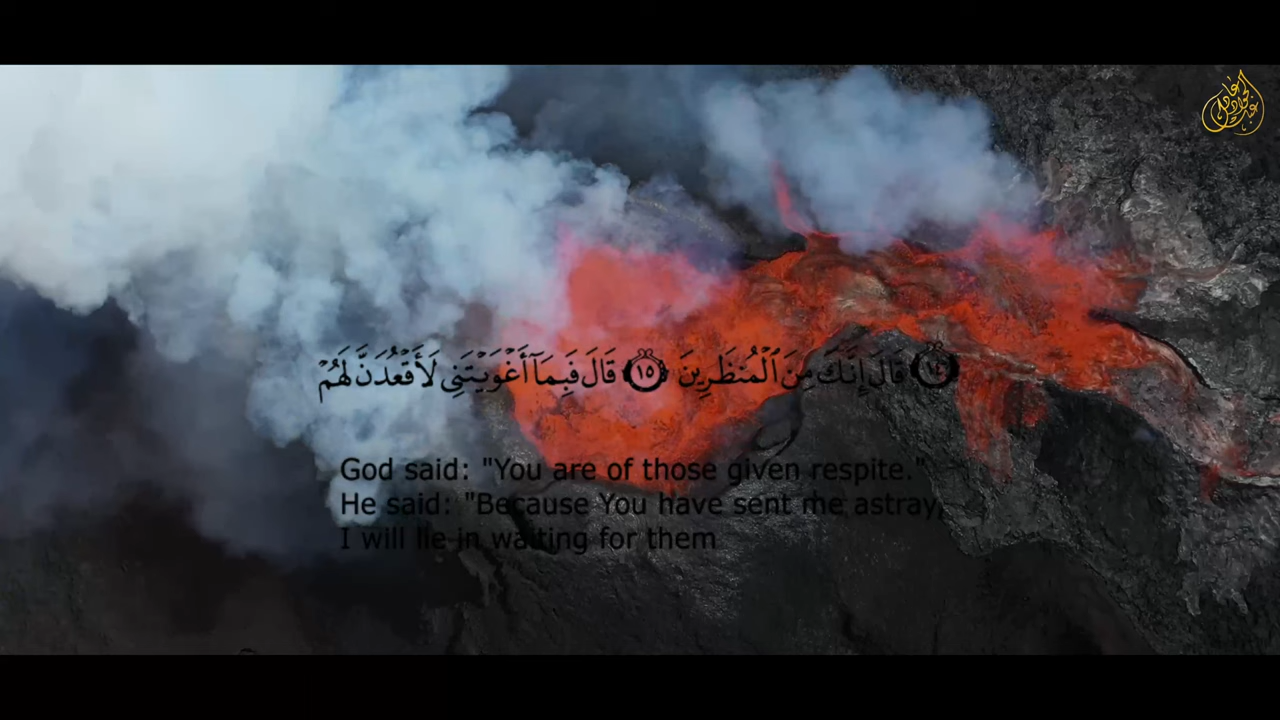 ۝١٤ قَالَ إِنَّكَ مِنَ ٱلْمُنظَرِينَ ۝١٥ قَالَ فَبِمَآ أَغْوَيْتَنِى لَأَقْعُدَنَّ لَهُمْ
God said: "You are of those given respite."
He said: "Because You have sent me astray,
I will lie in waiting for them